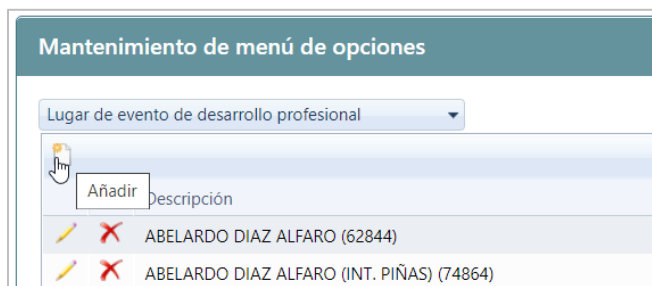 Mantenimiento de menú de opciones
Lugar de evento de desarrollo profesional
Añadir
Descripción
ABELARDO DIAZ ALFARO (62844)
ABELARDO DIAZ ALFARO (INT. PIÑAS) (74864)